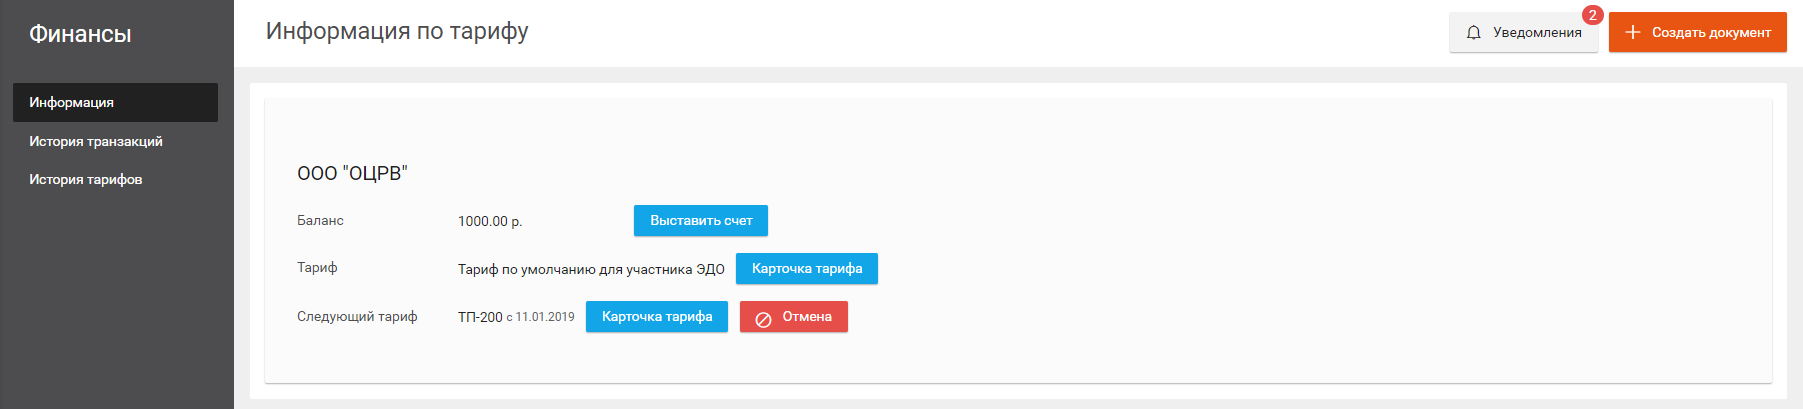 Финансы
Информация
История транзакций
История тарифов
Информация по тарифу
Уведомления
2
Создать документ
ООО "ОЦРВ"
Баланс 1000.00 р. Выставить счет
Тариф Тариф по умолчанию для участника ЭДО Карточка тарифа
Следующий тариф ТП-200 с 11.01.2019 Карточка тарифа Отмена